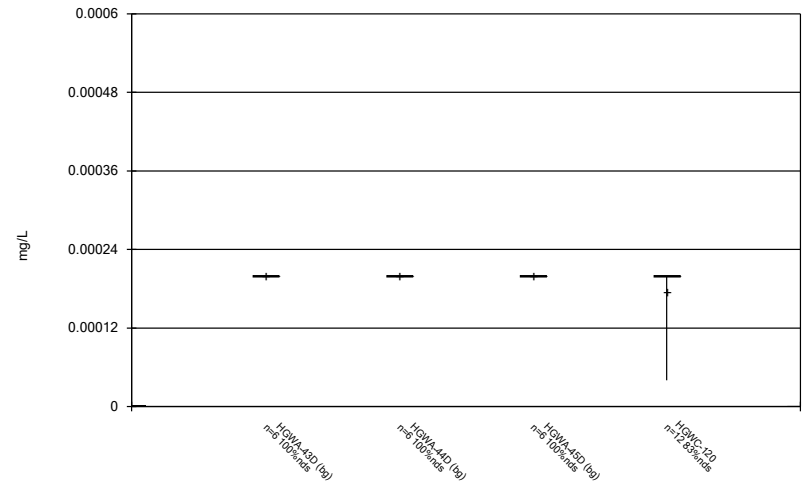 0.0006
0.00048
0.00036
mg/L
0.00024
0.00012
0
HGWA-43D (bg)
n=6 100%nds
HGWA-44D (bg)
n=6 100%nds
HGWA-45D (bg)
n=6 100%nds
HGWC-120
n=12 83%nds